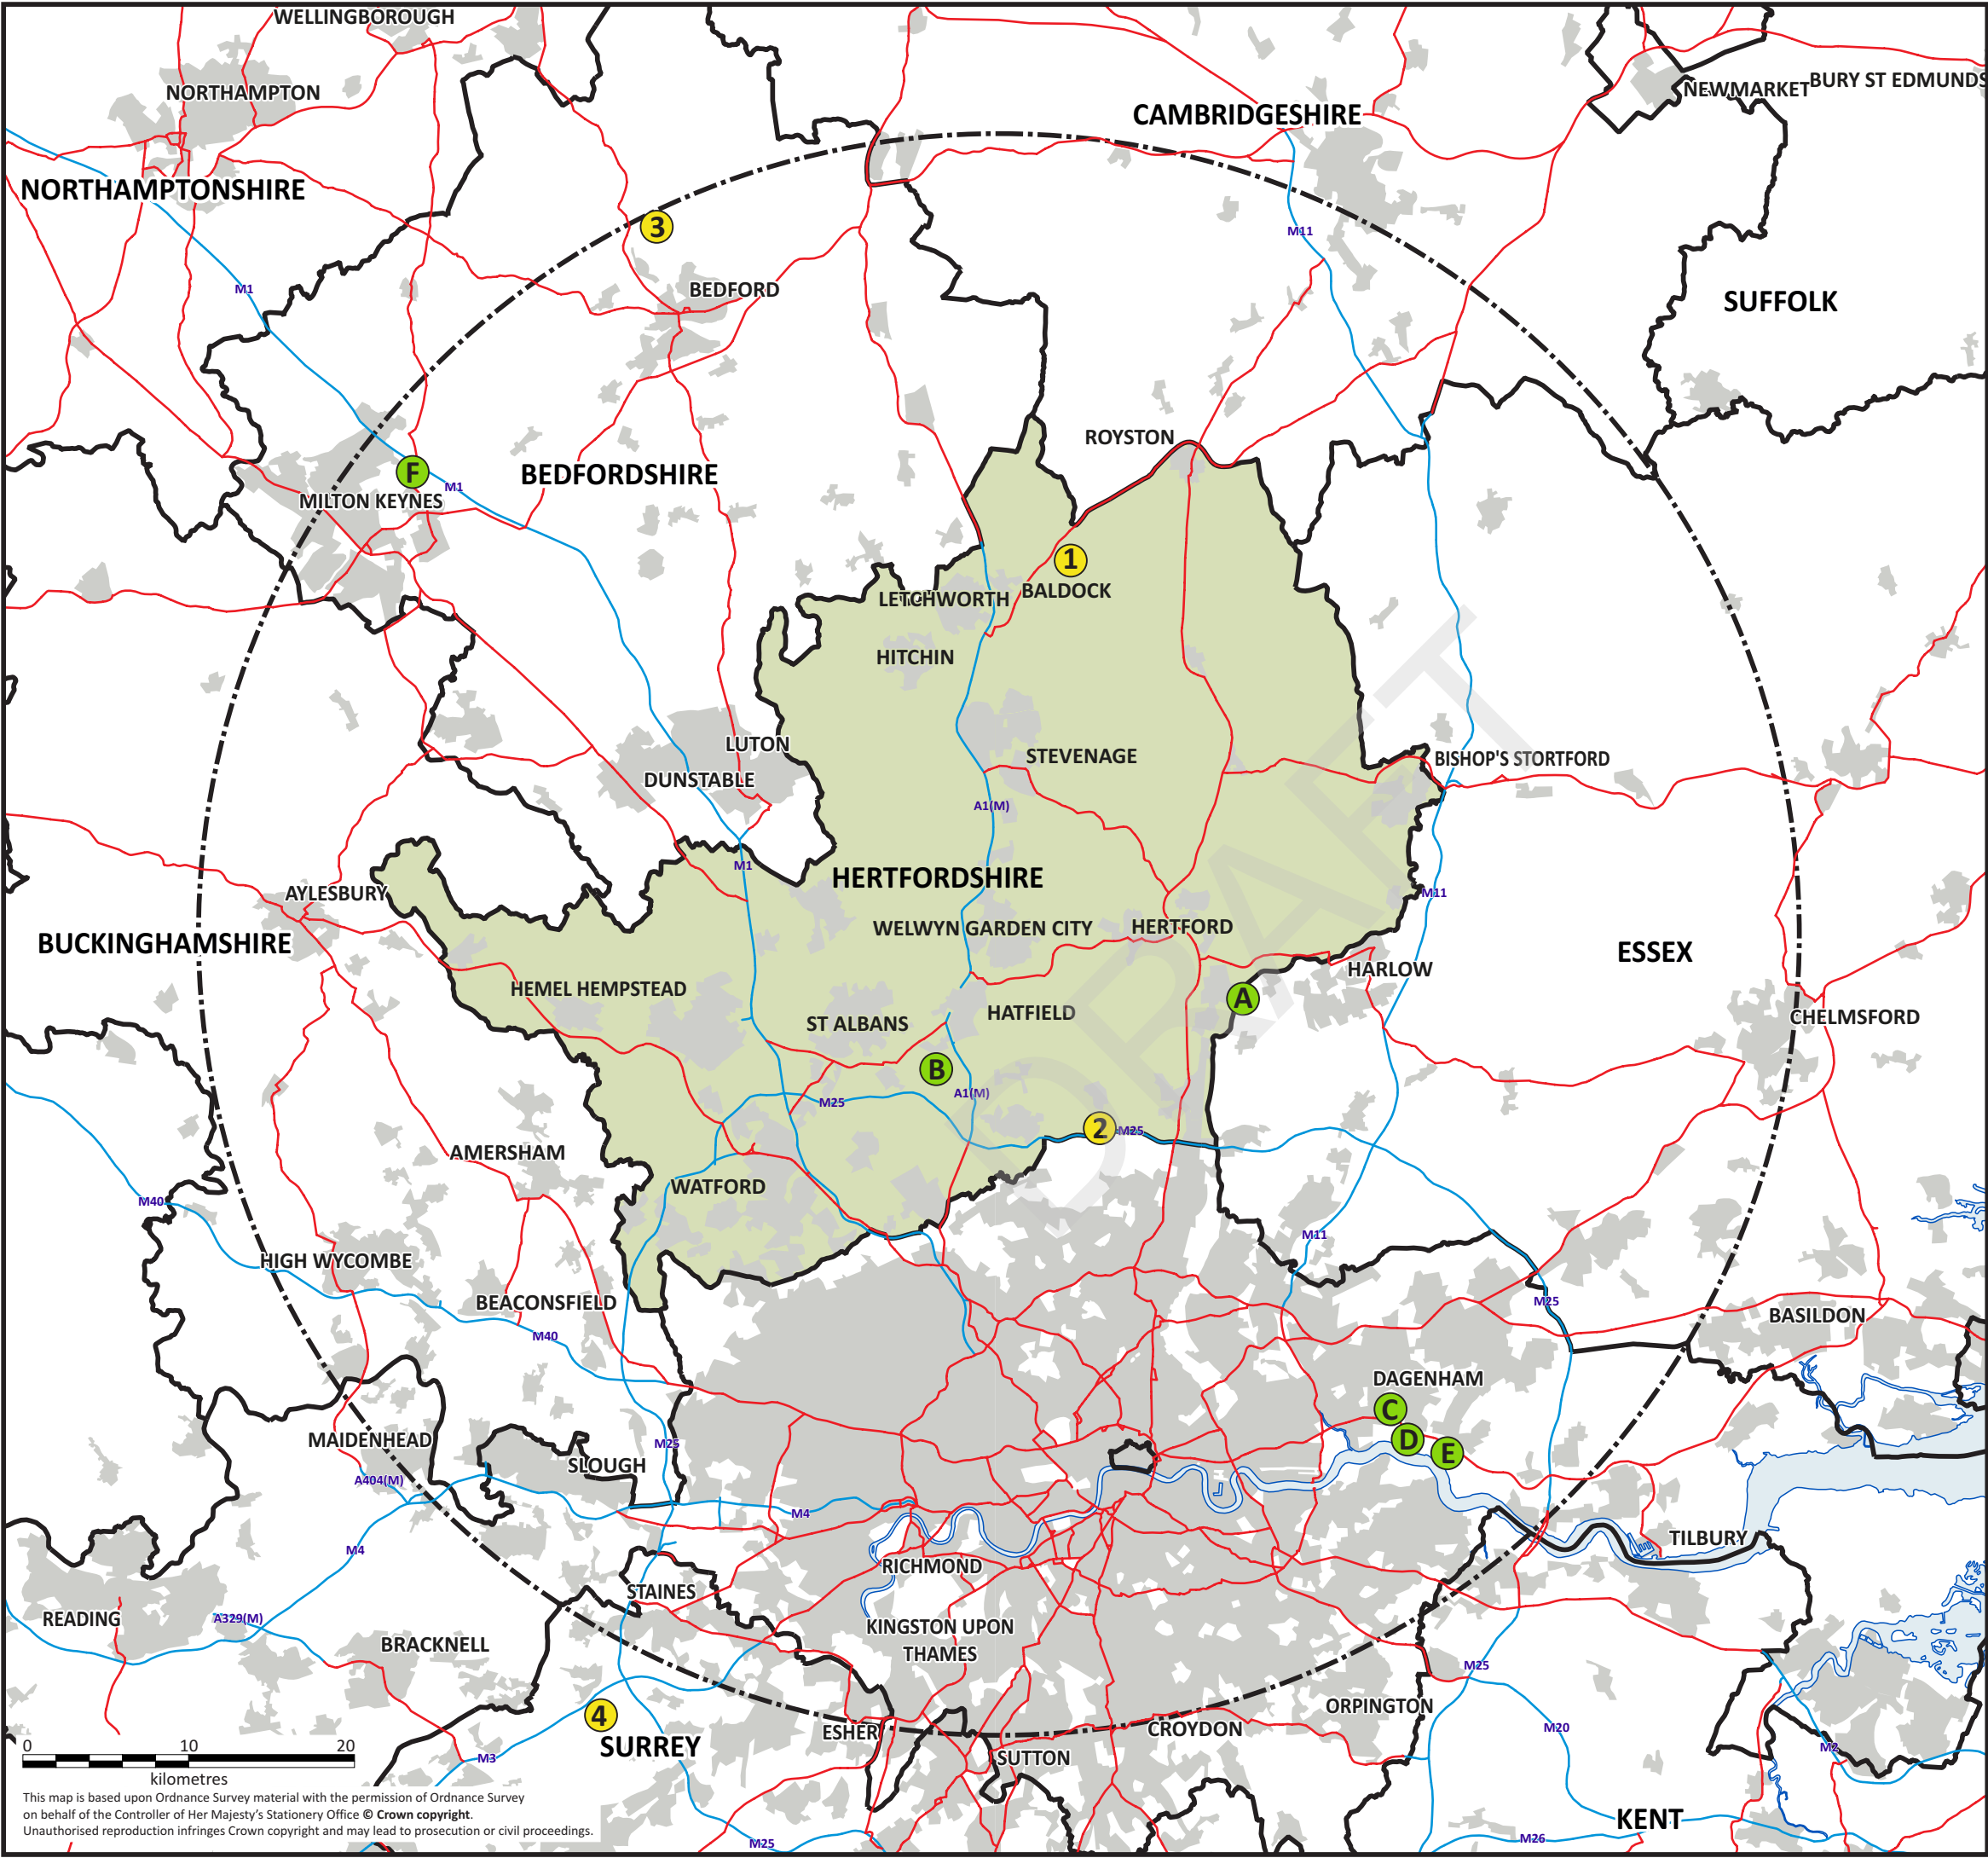 WELLINGBOROUGH
NORTHAMPTON
CAMBRIDGESHIRE
NEWMARKET
BURY ST EDMUNDS
NORTHAMPTONSHIRE
3
M11
M1
BEDFORD
SUFFOLK
ROYSTON
F
M1
BEDFORDSHIRE
MILTON KEYNES
1
LETCHWORTH
BALDOCK
HITCHIN
LUTON
STEVENAGE
BISHOP'S STORTFORD
DUNSTABLE
A1(M)
M1
HERTFORDSHIRE
AYLESBURY
M11
WELWYN GARDEN CITY
HERTFORD
BUCKINGHAMSHIRE
ESSEX
HARLOW
HEMEL HEMPSTEAD
A
ST ALBANS
HATFIELD
CHELMSFORD
B
A1(M)
M25
2
M25
AMERSHAM
WATFORD
M40
M11
HIGH WYCOMBE
BEACONSFIELD
M25
BASILDON
M40
DAGENHAM
C
MAIDENHEAD
M25
D
E
SLOUGH
A404(M)
M4
M4
TILBURY
RICHMOND
STAINES
READING
A329(M)
KINGSTON UPON
THAMES
BRACKNELL
M25
4
ORPINGTON
ESHER
CROYDON
M20
SURREY
SUTTON
M3
M2
0 10 20
kilometres
This map is based upon Ordnance Survey material with the permission of Ordnance Survey
on behalf of the Controller of Her Majesty's Stationery Office © Crown copyright.
Unauthorised reproduction infringes Crown copyright and may lead to prosecution or civil proceedings.
KENT
M25
M26
DRAFT